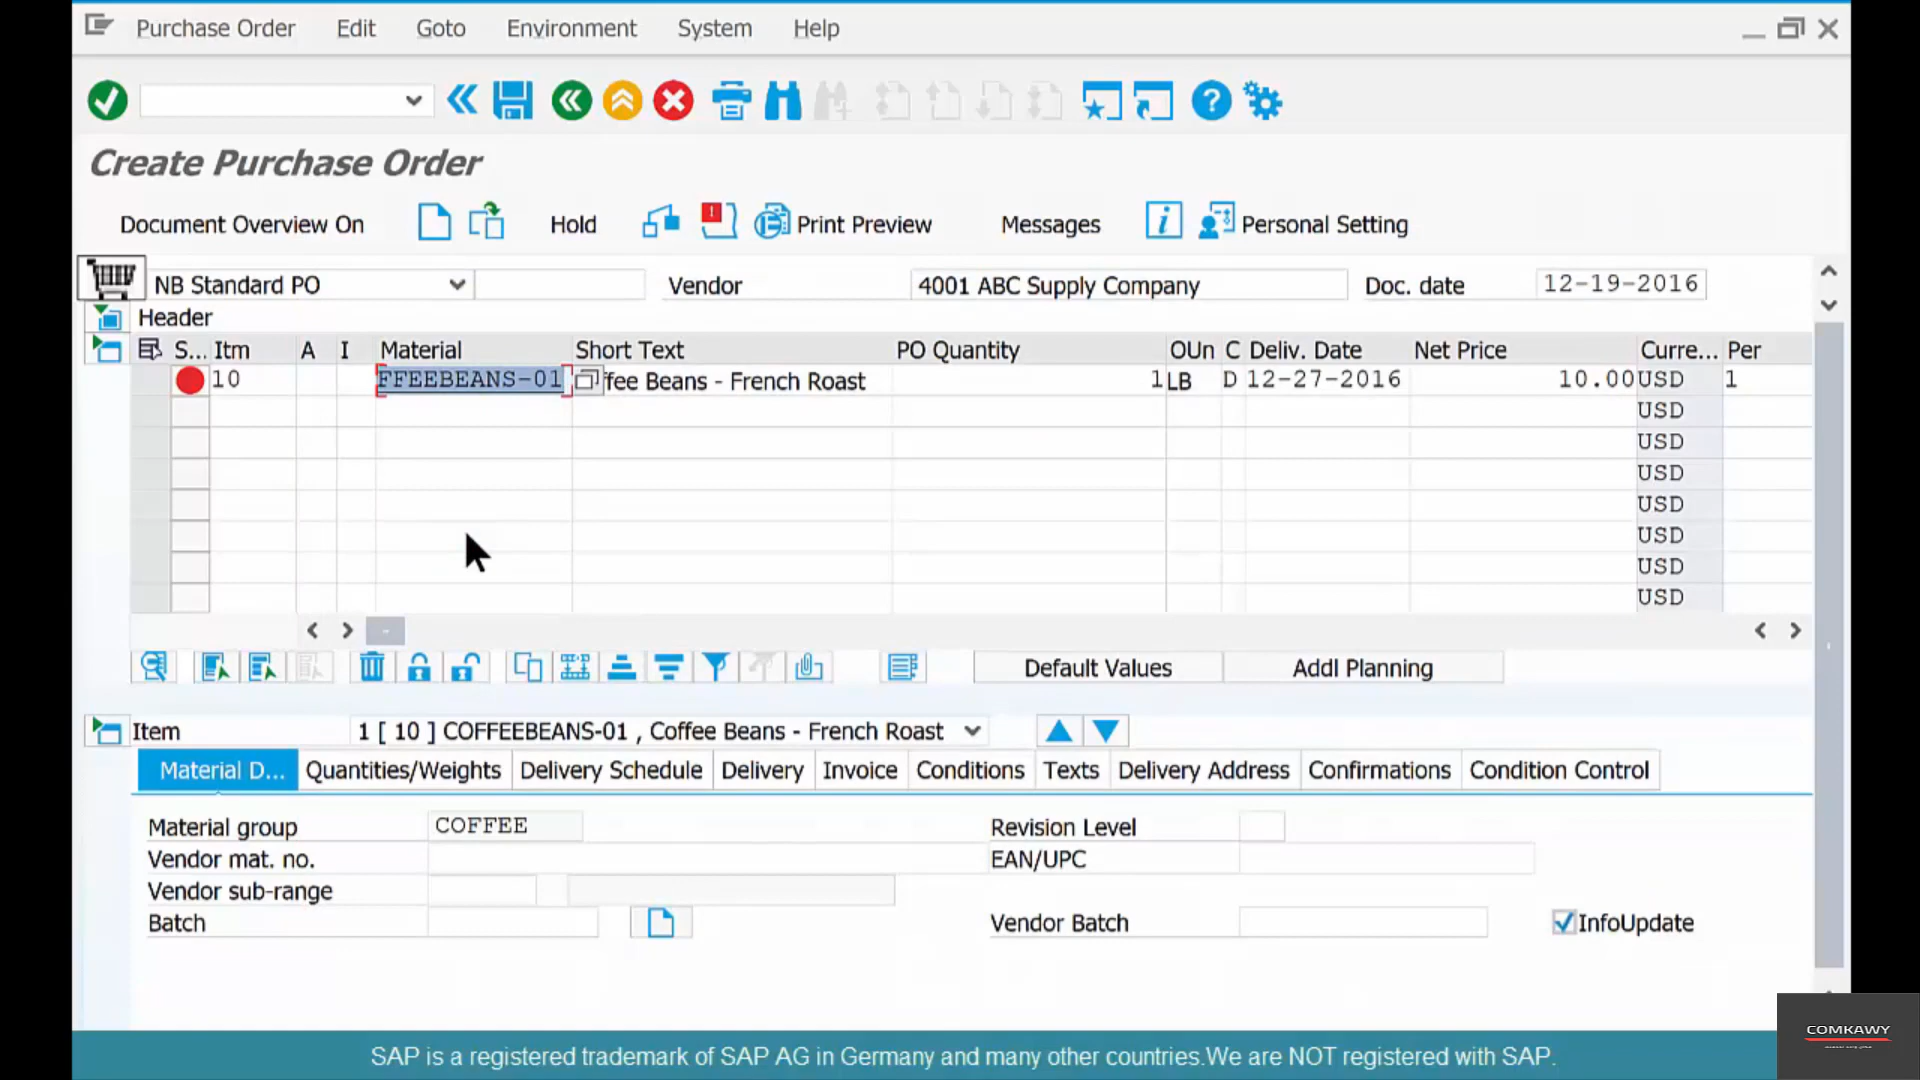 Purchase Order Edit Goto Environment System Help
Create Purchase Order
Document Overview On Hold Print Preview Messages Personal Setting
NB Standard PO Vendor 4001 ABC Supply Company Doc. date 12-19-2016
Header
S... Itm A I Material Short Text PO Quantity OUn C Deliv. Date Net Price Curre... Per
10 FFEEBEANS-01 ffee Beans - French Roast 1 LB D 12-27-2016 10.00 USD 1
USD
USD
USD
USD
USD
USD
USD
Default Values Addl Planning
Item 1 [ 10 ] COFFEEBEANS-01 , Coffee Beans - French Roast
Material D... Quantities/Weights Delivery Schedule Delivery Invoice Conditions Texts Delivery Address Confirmations Condition Control
Material group COFFEE Revision Level
Vendor mat. no. EAN/UPC
Vendor sub-range
Batch Vendor Batch InfoUpdate
COMKAWY
SAP is a registered trademark of SAP AG in Germany and many other countries.We are NOT registered with SAP.